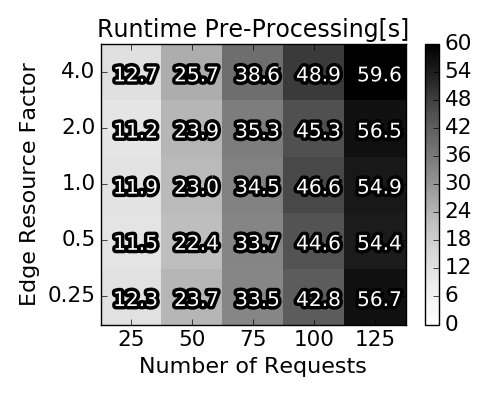 Runtime Pre-Processing[s]
Edge Resource Factor
4.0 12.7 25.7 38.6 48.9 59.6
2.0 11.2 23.9 35.3 45.3 56.5
1.0 11.9 23.0 34.5 46.6 54.9
0.5 11.5 22.4 33.7 44.6 54.4
0.25 12.3 23.7 33.5 42.8 56.7
25 50 75 100 125
Number of Requests
60
54
48
42
36
30
24
18
12
6
0